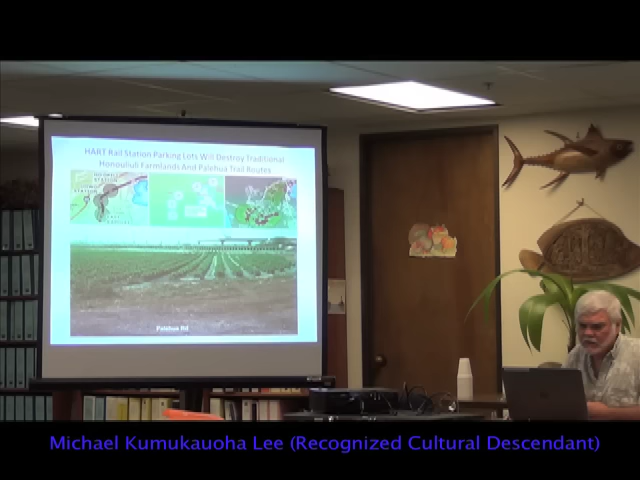 HART Rail Station Parking Lots Will Destroy Traditional
Honouliuli Farmlands And Palehua Trail Routes
STATION
Palehua Rd
Michael Kumukauoha Lee (Recognized Cultural Descendant)